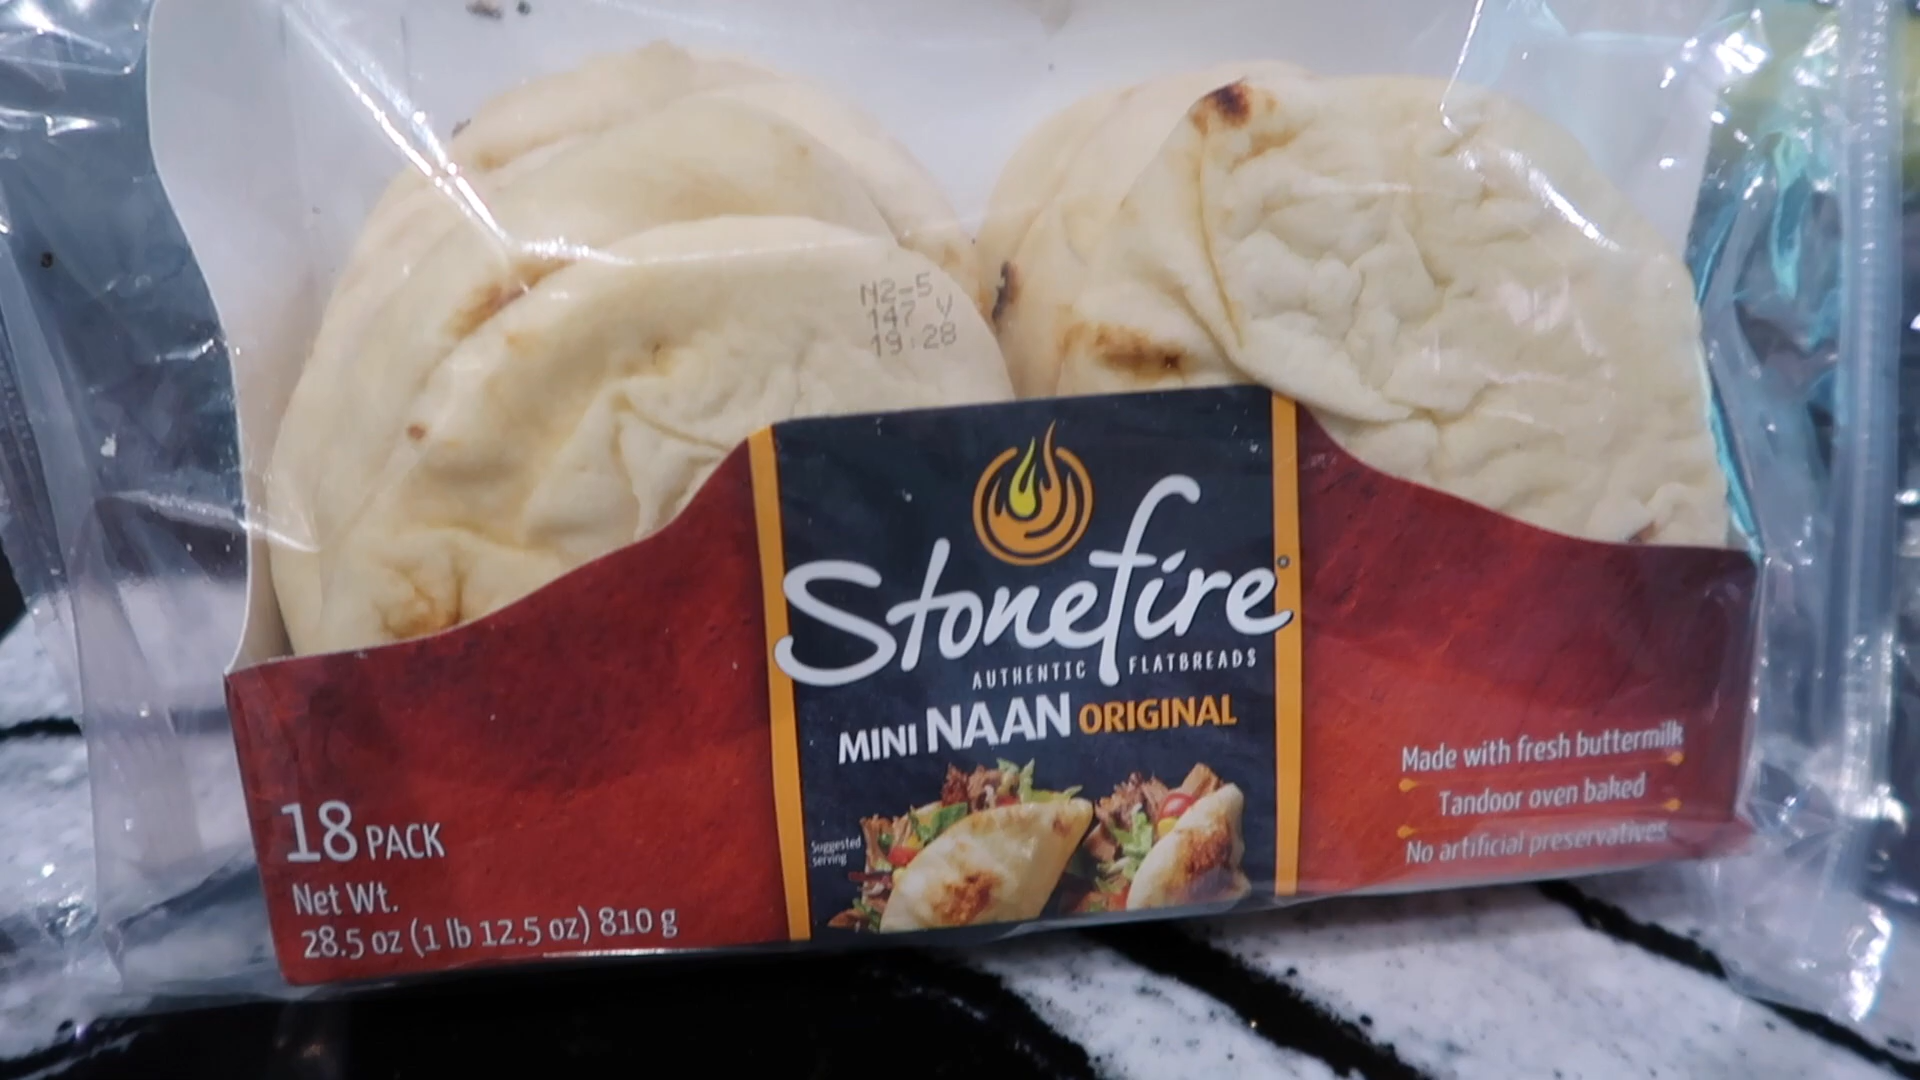 N2-5
147 V
19:28
Stonefire®
AUTHENTIC FLATBREADS
MINI NAAN ORIGINAL
Suggested
serving
18 PACK
Net Wt.
28.5 oz (1 lb 12.5 oz) 810 g
Made with fresh buttermilk
Tandoor oven baked
No artificial preservatives